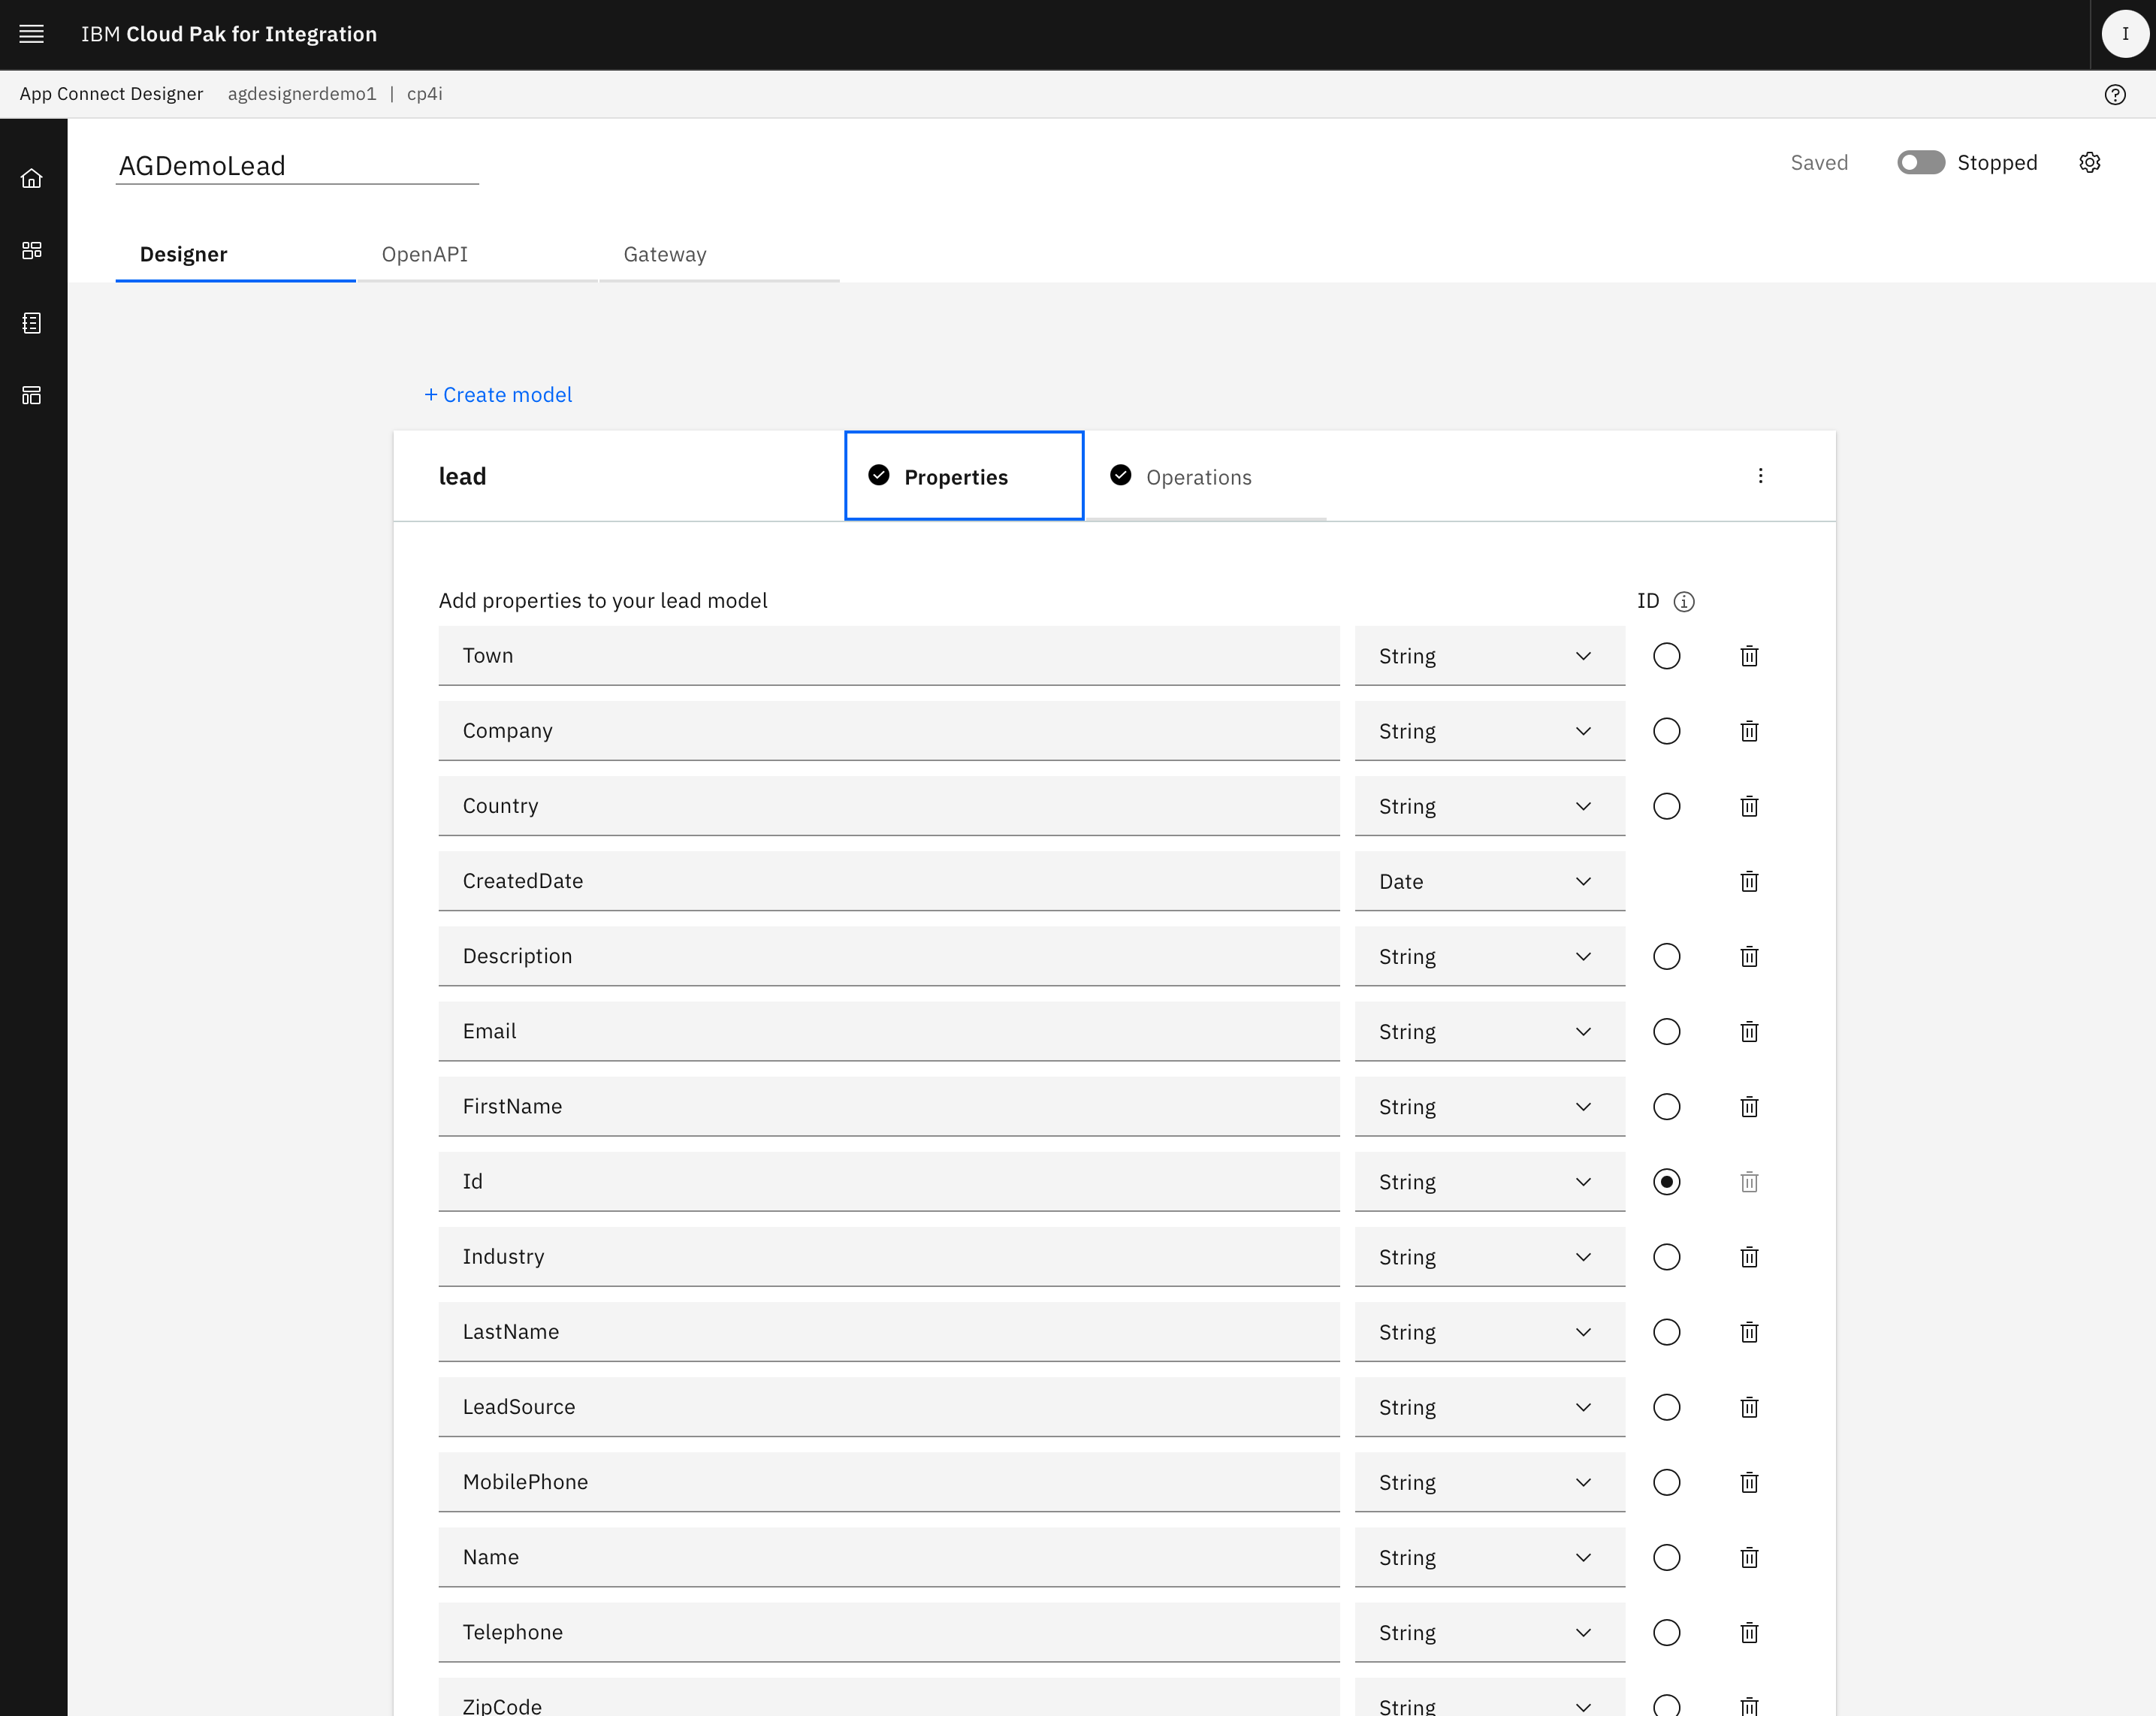 IBM Cloud Pak for Integration
I
App Connect Designer agdesignerdemo1 | cp4i
AGDemoLead
Saved
Stopped
Designer
OpenAPI
Gateway
+ Create model
lead
Properties
Operations
Add properties to your lead model
ID
Town String
Company String
Country String
CreatedDate Date
Description String
Email String
FirstName String
Id String
Industry String
LastName String
LeadSource String
MobilePhone String
Name String
Telephone String
ZipCode String